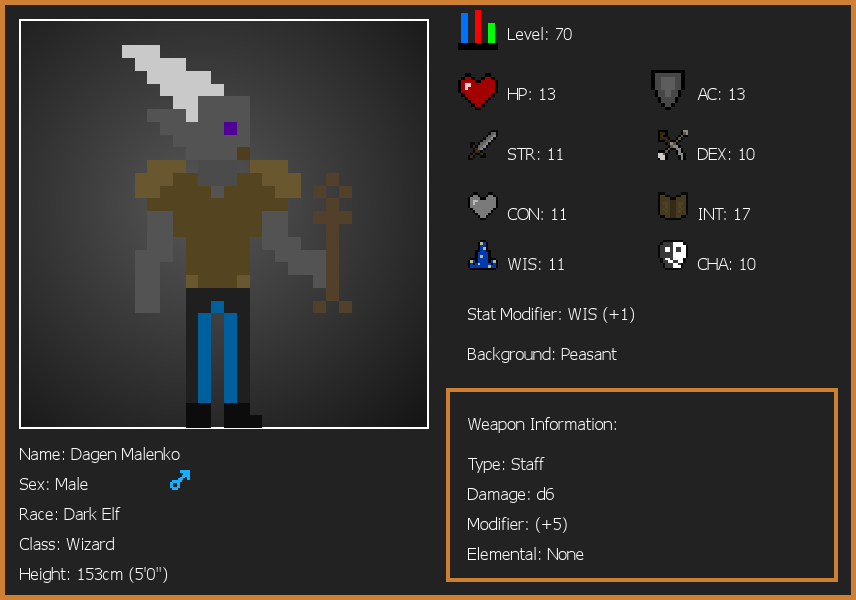 Level: 70
HP: 13
AC: 13
STR: 11
DEX: 10
CON: 11
INT: 17
WIS: 11
CHA: 10
Stat Modifier: WIS (+1)
Background: Peasant
Weapon Information:
Type: Staff
Damage: d6
Modifier: (+5)
Elemental: None
Name: Dagen Malenko
Sex: Male
Race: Dark Elf
Class: Wizard
Height: 153cm (5'0")